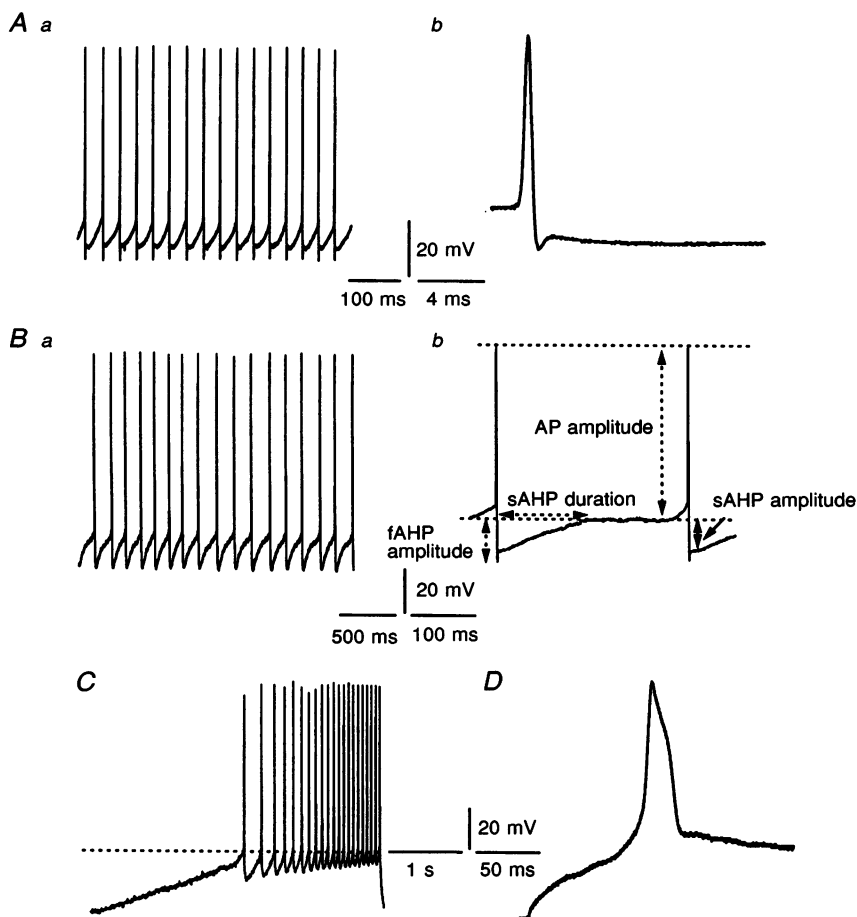 A a
b
20 mV
100 ms 4 ms
B a
b
AP amplitude
sAHP duration
sAHP amplitude
fAHP
amplitude
20 mV
500 ms 100 ms
C
D
20 mV
1 s 50 ms